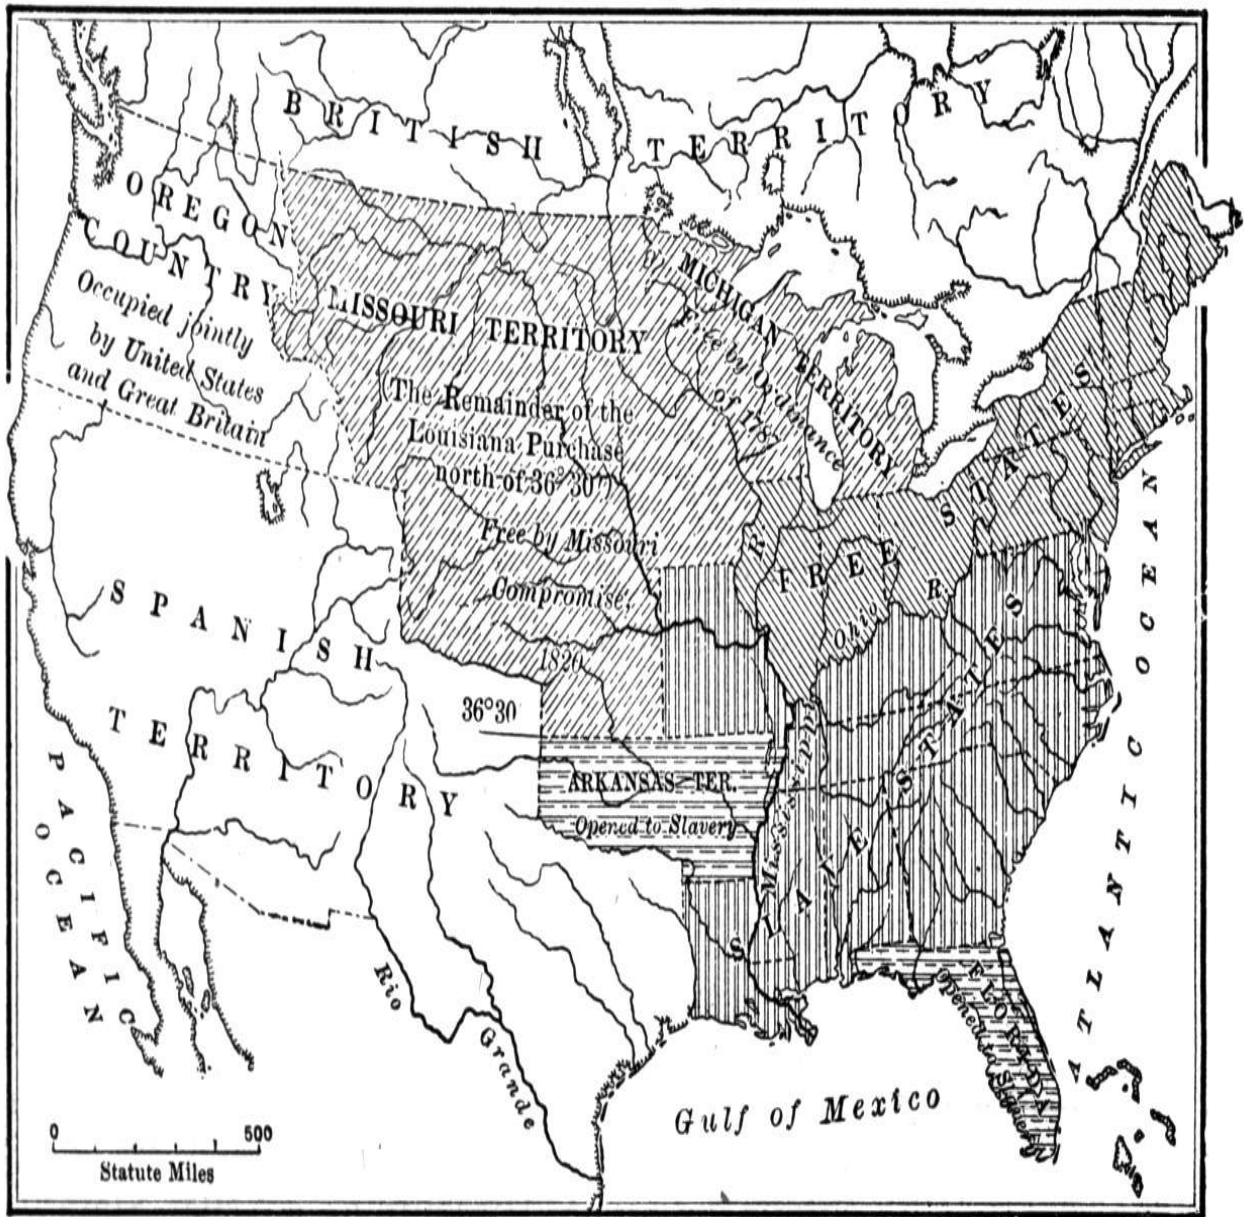 BRITISH TERRITORY
OREGON
COUNTRY
Occupied jointly
by United States
and Great Britain
MISSOURI TERRITORY
(The Remainder of the
Louisiana Purchase
north of 36°30')
Free by Missouri
Compromise,
1820
MICHIGAN TERRITORY
Free by Ordinance
of 1787
FREE STATES
R.
Ohio R.
SPANISH
TERRITORY
36°30
ARKANSAS TER.
Opened to Slavery
Mississippi
SLAVE STATES
FLORIDA
Opened to Slavery
PACIFIC
OCEAN
ATLANTIC OCEAN
Rio Grande
Gulf of Mexico
0 500
Statute Miles